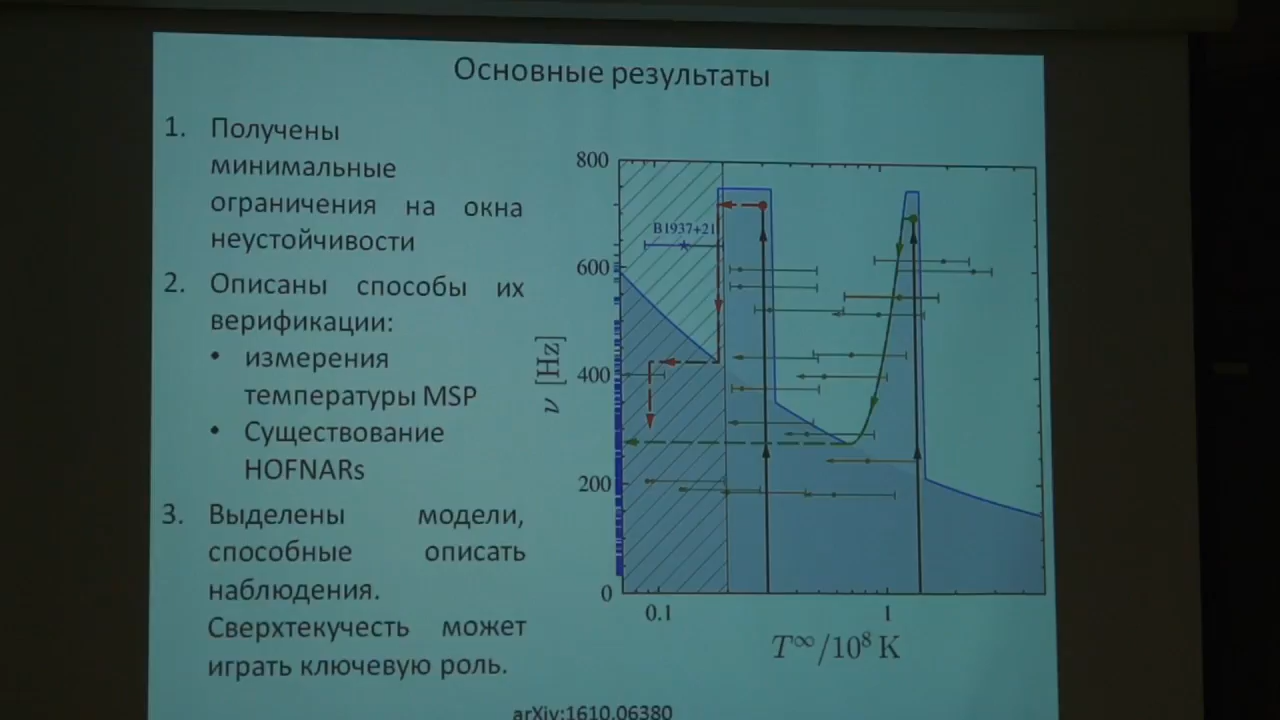 Основные результаты
1. Получены
минимальные
ограничения на окна
неустойчивости
2. Описаны способы их
верификации:
• измерения
температуры MSP
• Существование
HOFNARs
3. Выделены модели,
способные описать
наблюдения.
Сверхтекучесть может
играть ключевую роль.
800
600
400
200
0
ν [Hz]
B1937+21
0.1
1
T∞/10⁸ K
arXiv:1610.06380